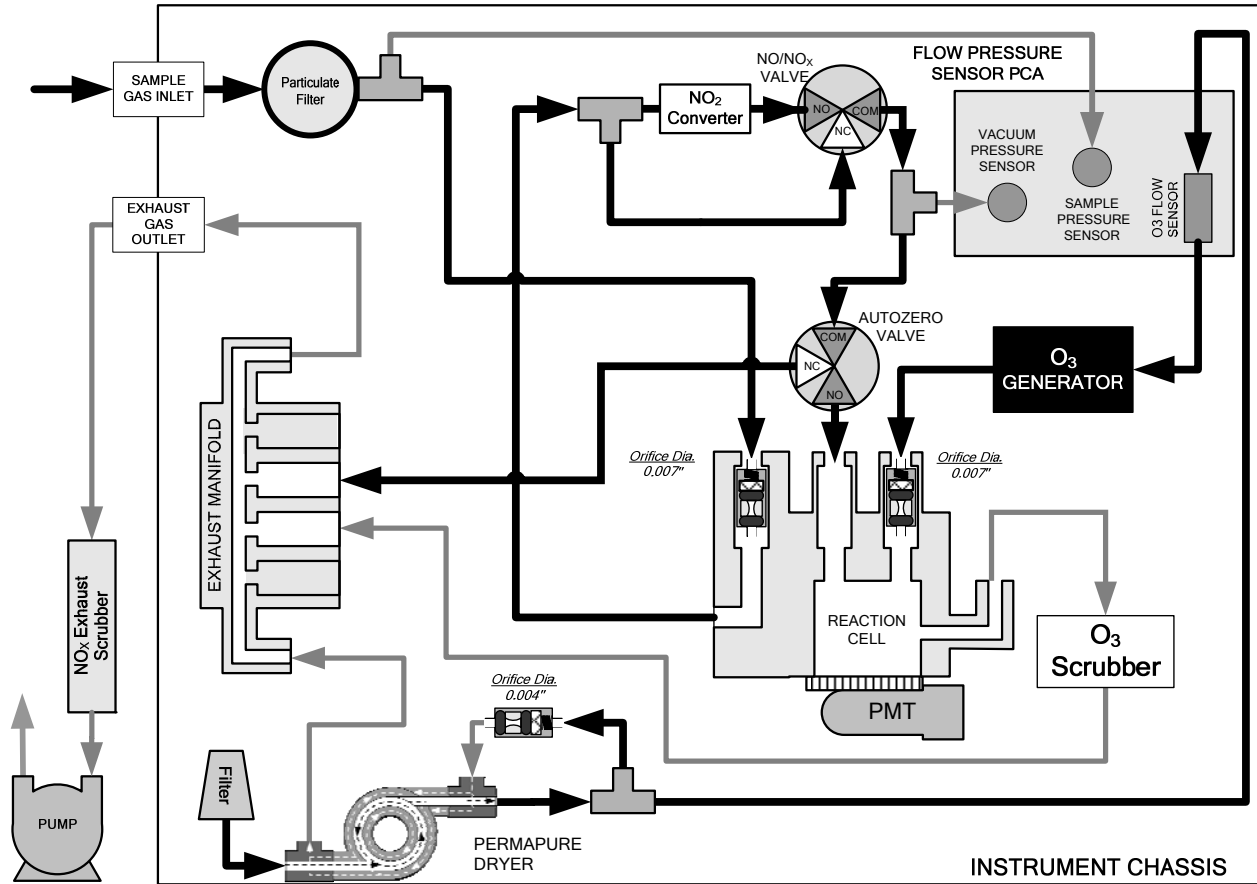 SAMPLE
GAS INLET
Particulate
Filter
NO/NOX
VALVE
NO2
Converter
NO
COM
NC
FLOW PRESSURE
SENSOR PCA
VACUUM
PRESSURE
SENSOR
SAMPLE
PRESSURE
SENSOR
O3 FLOW
SENSOR
EXHAUST
GAS
OUTLET
AUTOZERO
VALVE
COM
NC
NO
O3
GENERATOR
EXHAUST MANIFOLD
Orifice Dia.
0.007"
Orifice Dia.
0.007"
NOX Exhaust
Scrubber
REACTION
CELL
O3
Scrubber
Orifice Dia.
0.004"
PMT
Filter
PUMP
PERMAPURE
DRYER
INSTRUMENT CHASSIS